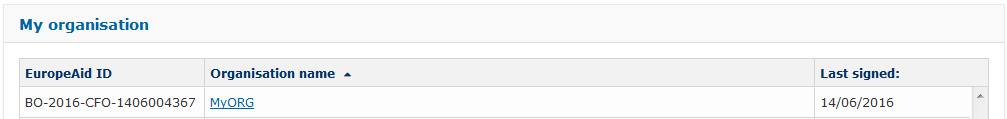 My organisation
EuropeAid ID Organisation name Last signed:
BO-2016-CFO-1406004367 MyORG 14/06/2016